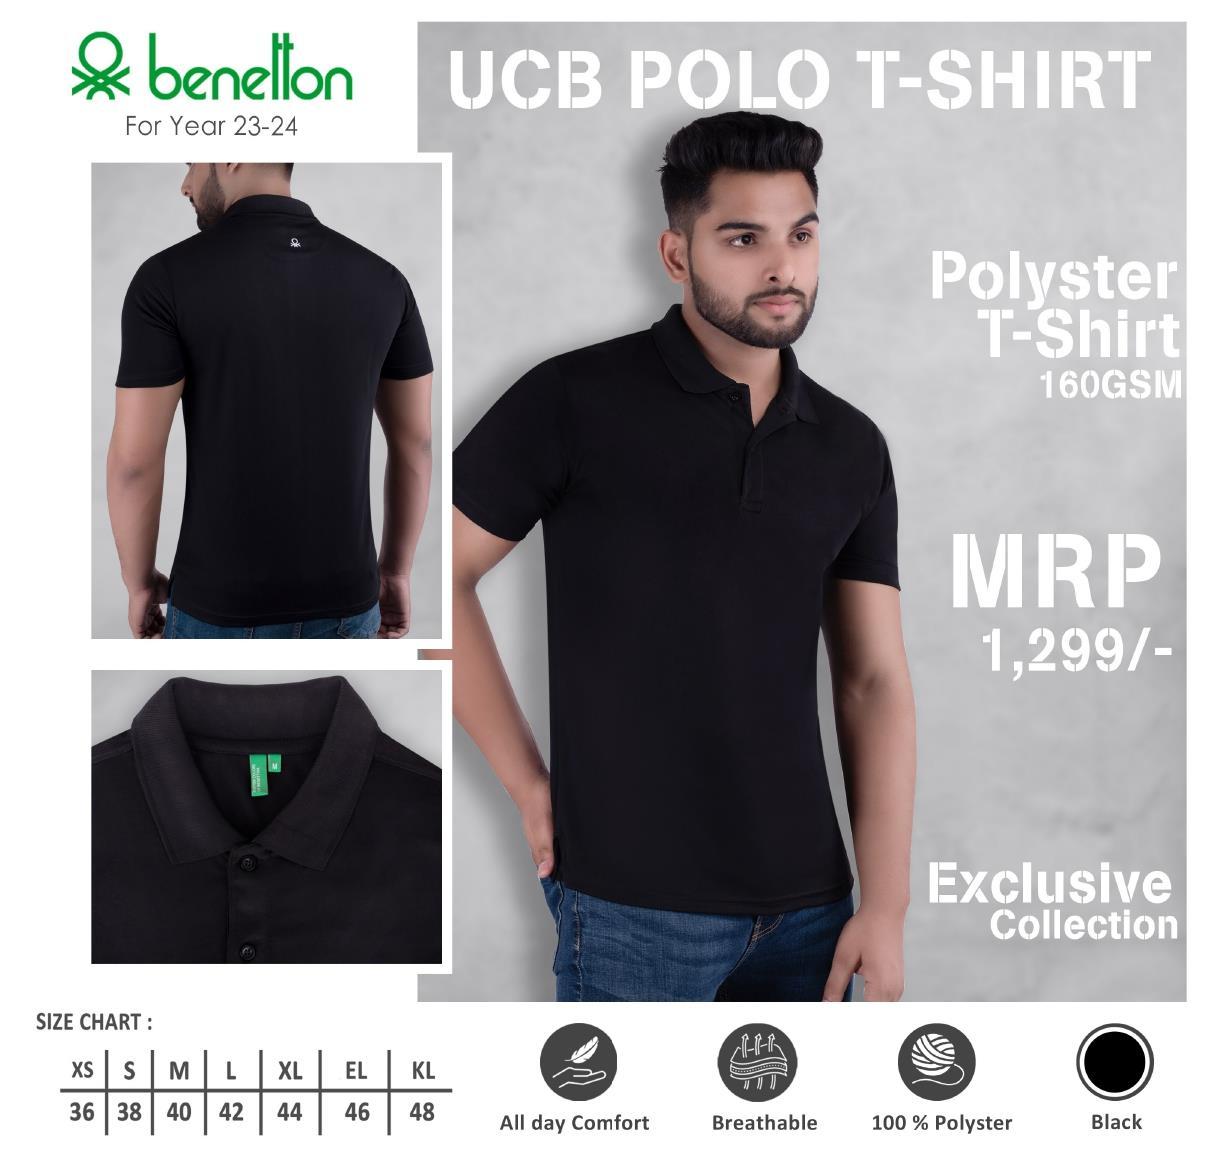 benetton
For Year 23-24
UCB POLO T-SHIRT
Polyster
T-Shirt
160GSM
MRP
1,299/-
Exclusive
Collection
M
SIZE CHART :
XS S M L XL EL KL
36 38 40 42 44 46 48
All day Comfort
Breathable
100 % Polyster
Black